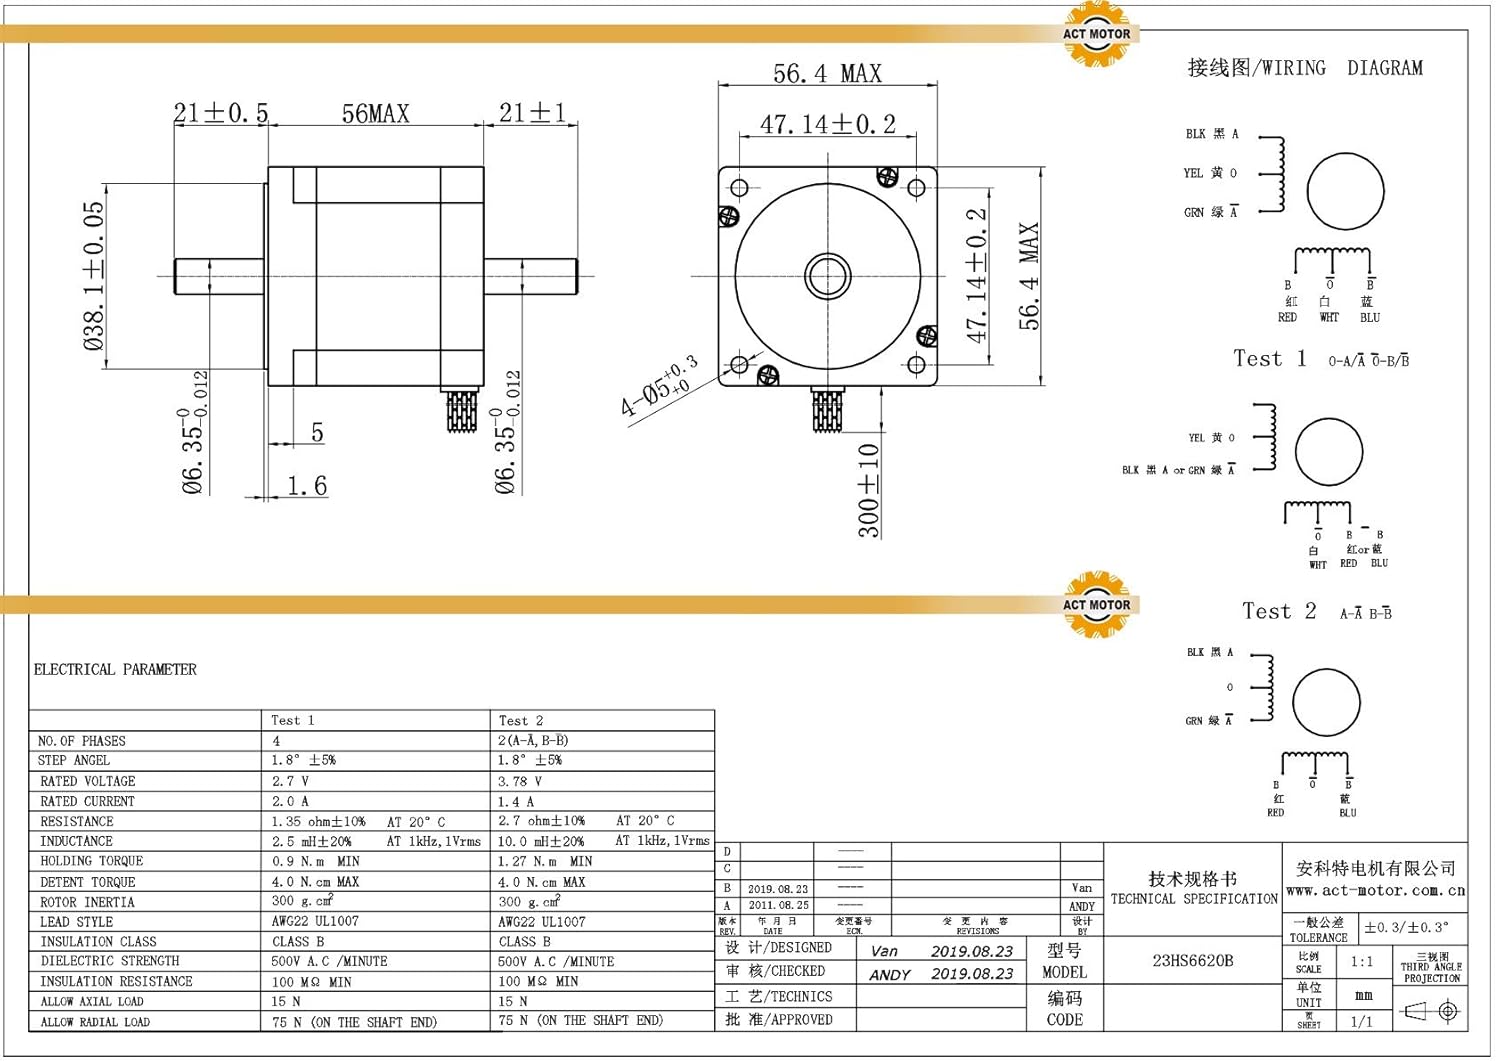 ACT MOTOR
接线图/WIRING DIAGRAM
56.4 MAX
21±0.5 56MAX 21±1
47.14±0.2
BLK 黑 A
YEL 黄 O
GRN 绿 A̅
Ø38.1±0.05
47.14±0.2
56.4 MAX
B O̅ B̅
红 白 蓝
RED WHT BLU
Test 1 O-A/A̅ O̅-B/B̅
4-Ø5+0.3 +0
Ø6.35-0 -0.012
Ø6.35-0 -0.012
5
1.6
300±10
YEL 黄 O
BLK 黑 A or GRN 绿 A̅
O̅ B B̅
白 红or蓝
WHT RED BLU
ACT MOTOR
Test 2 A-A̅ B-B̅
BLK 黑 A
O
GRN 绿 A̅
B O̅ B̅
红 蓝
RED BLU
ELECTRICAL PARAMETER
Test 1 Test 2
NO.OF PHASES 4 2(A-A̅, B-B̅)
STEP ANGEL 1.8° ±5% 1.8° ±5%
RATED VOLTAGE 2.7 V 3.78 V
RATED CURRENT 2.0 A 1.4 A
RESISTANCE 1.35 ohm±10% AT 20°C 2.7 ohm±10% AT 20°C
INDUCTANCE 2.5 mH±20% AT 1kHz,1Vrms 10.0 mH±20% AT 1kHz,1Vrms
HOLDING TORQUE 0.9 N.m MIN 1.27 N.m MIN
DETENT TORQUE 4.0 N.cm MAX 4.0 N.cm MAX
ROTOR INERTIA 300 g.cm² 300 g.cm²
LEAD STYLE AWG22 UL1007 AWG22 UL1007
INSULATION CLASS CLASS B CLASS B
DIELECTRIC STRENGTH 500V A.C /MINUTE 500V A.C /MINUTE
INSULATION RESISTANCE 100 MΩ MIN 100 MΩ MIN
ALLOW AXIAL LOAD 15 N 15 N
ALLOW RADIAL LOAD 75 N (ON THE SHAFT END) 75 N (ON THE SHAFT END)
D ----
C ----
B 2019.08.23 ---- Van
A 2011.08.25 ---- ANDY
版本 年 月 日 变更番号 变 更 内 容 设计
REV. DATE ECN. REVISIONS BY
设 计/DESIGNED Van 2019.08.23
审 核/CHECKED ANDY 2019.08.23
工 艺/TECHNICS
批 准/APPROVED
技术规格书
TECHNICAL SPECIFICATION
型号
MODEL
23HS6620B
编码
CODE
安科特电机有限公司
www.act-motor.com.cn
一般公差
TOLERANCE
±0.3/±0.3°
比例
SCALE
1:1
三视图
THIRD ANGLE
PROJECTION
单位
UNIT
mm
页
SHEET
1/1